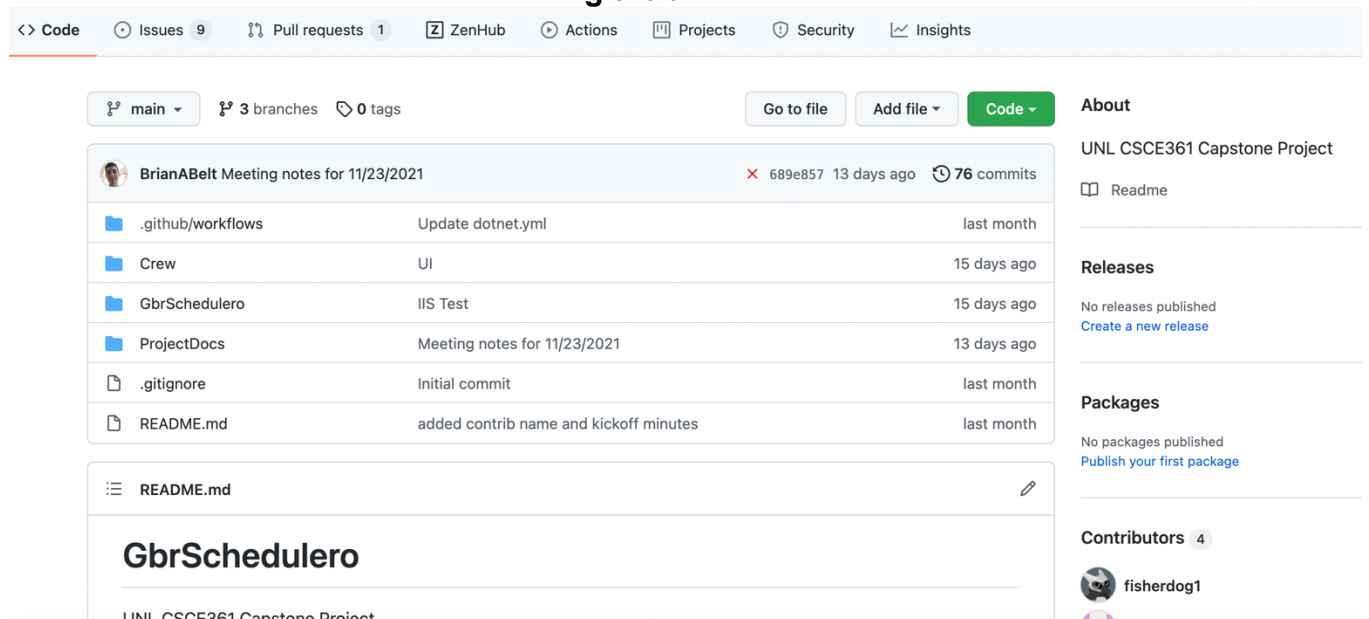 Code Issues 9 Pull requests 1 ZenHub Actions Projects Security Insights
main 3 branches 0 tags Go to file Add file Code
BrianABelt Meeting notes for 11/23/2021 689e857 13 days ago 76 commits
.github/workflows Update dotnet.yml last month
Crew UI 15 days ago
GbrSchedulero IIS Test 15 days ago
ProjectDocs Meeting notes for 11/23/2021 13 days ago
.gitignore Initial commit last month
README.md added contrib name and kickoff minutes last month
README.md
GbrSchedulero
UNL CSCE361 Capstone Project
About
UNL CSCE361 Capstone Project
Readme
Releases
No releases published
Create a new release
Packages
No packages published
Publish your first package
Contributors 4
fisherdog1